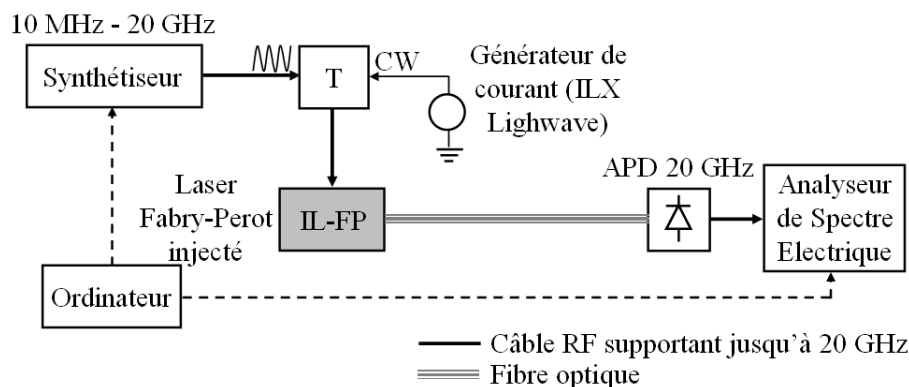 10 MHz - 20 GHz
Synthétiseur
T
CW
Générateur de
courant (ILX
Lighwave)
Laser
Fabry-Perot
injecté
IL-FP
APD 20 GHz
Analyseur
de Spectre
Electrique
Ordinateur
Câble RF supportant jusqu'à 20 GHz
Fibre optique